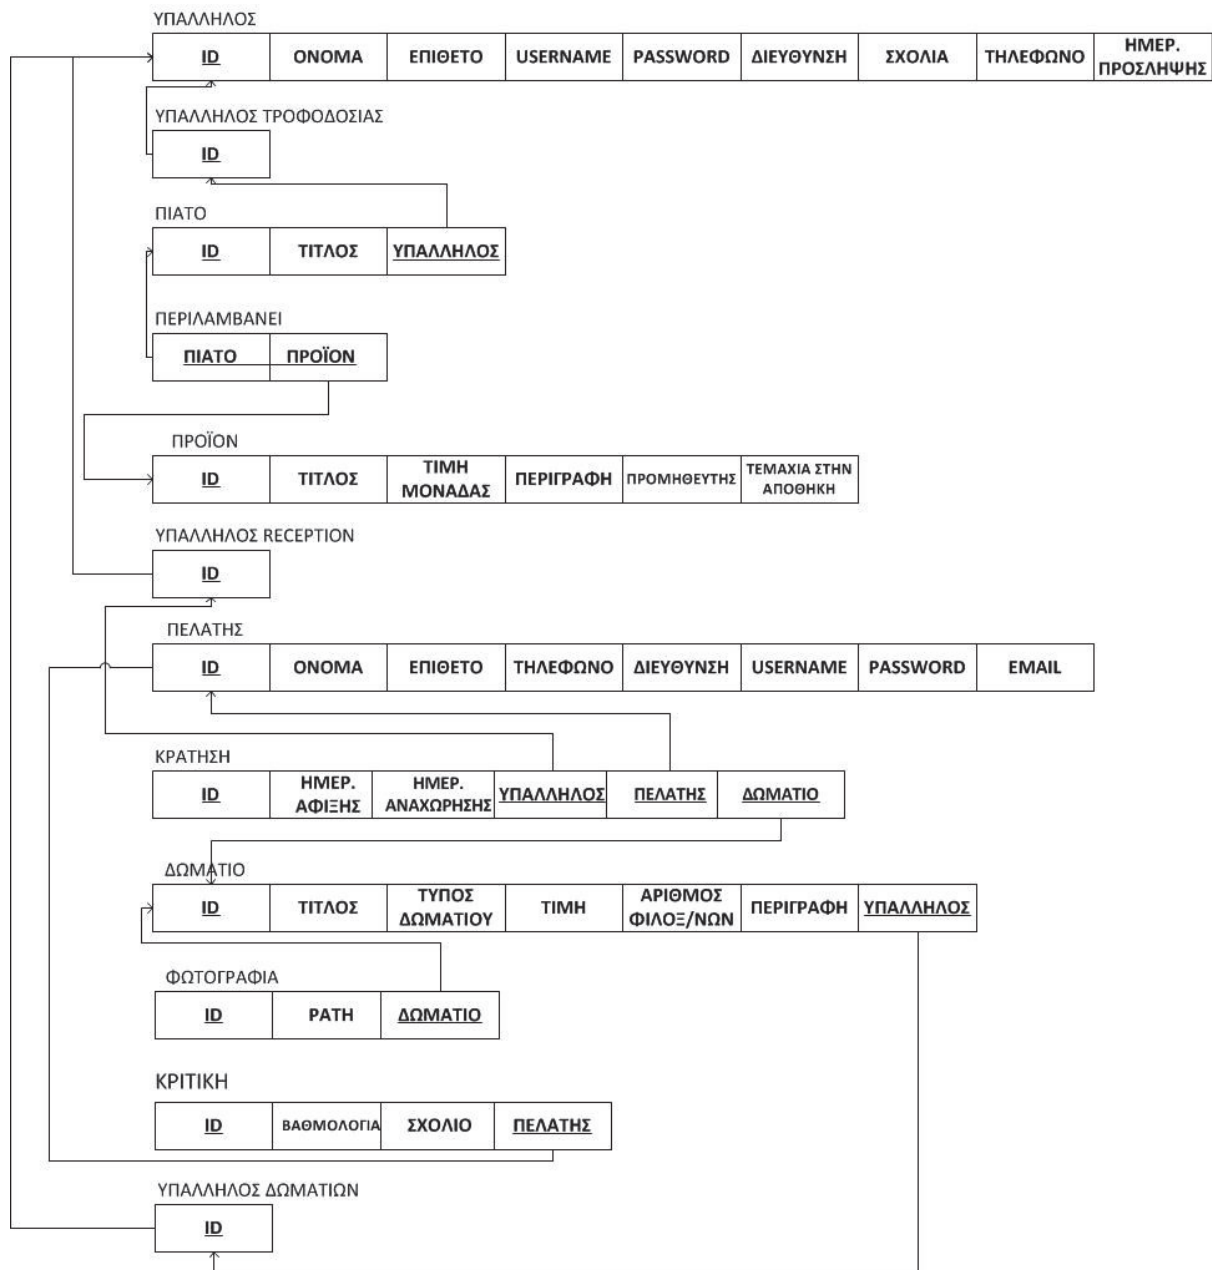 ΥΠΑΛΛΗΛΟΣ
ID ΟΝΟΜΑ ΕΠΙΘΕΤΟ USERNAME PASSWORD ΔΙΕΥΘΥΝΣΗ ΣΧΟΛΙΑ ΤΗΛΕΦΩΝΟ ΗΜΕΡ. ΠΡΟΣΛΗΨΗΣ
ΥΠΑΛΛΗΛΟΣ ΤΡΟΦΟΔΟΣΙΑΣ
ID
ΠΙΑΤΟ
ID ΤΙΤΛΟΣ ΥΠΑΛΛΗΛΟΣ
ΠΕΡΙΛΑΜΒΑΝΕΙ
ΠΙΑΤΟ ΠΡΟΪΟΝ
ΠΡΟΪΟΝ
ID ΤΙΤΛΟΣ ΤΙΜΗ ΜΟΝΑΔΑΣ ΠΕΡΙΓΡΑΦΗ ΠΡΟΜΗΘΕΥΤΗΣ ΤΕΜΑΧΙΑ ΣΤΗΝ ΑΠΟΘΗΚΗ
ΥΠΑΛΛΗΛΟΣ RECEPTION
ID
ΠΕΛΑΤΗΣ
ID ΟΝΟΜΑ ΕΠΙΘΕΤΟ ΤΗΛΕΦΩΝΟ ΔΙΕΥΘΥΝΣΗ USERNAME PASSWORD EMAIL
ΚΡΑΤΗΣΗ
ID ΗΜΕΡ. ΑΦΙΞΗΣ ΗΜΕΡ. ΑΝΑΧΩΡΗΣΗΣ ΥΠΑΛΛΗΛΟΣ ΠΕΛΑΤΗΣ ΔΩΜΑΤΙΟ
ΔΩΜΑΤΙΟ
ID ΤΙΤΛΟΣ ΤΥΠΟΣ ΔΩΜΑΤΙΟΥ ΤΙΜΗ ΑΡΙΘΜΟΣ ΦΙΛΟΞ/ΝΩΝ ΠΕΡΙΓΡΑΦΗ ΥΠΑΛΛΗΛΟΣ
ΦΩΤΟΓΡΑΦΙΑ
ID PATH ΔΩΜΑΤΙΟ
ΚΡΙΤΙΚΗ
ID ΒΑΘΜΟΛΟΓΙΑ ΣΧΟΛΙΟ ΠΕΛΑΤΗΣ
ΥΠΑΛΛΗΛΟΣ ΔΩΜΑΤΙΩΝ
ID